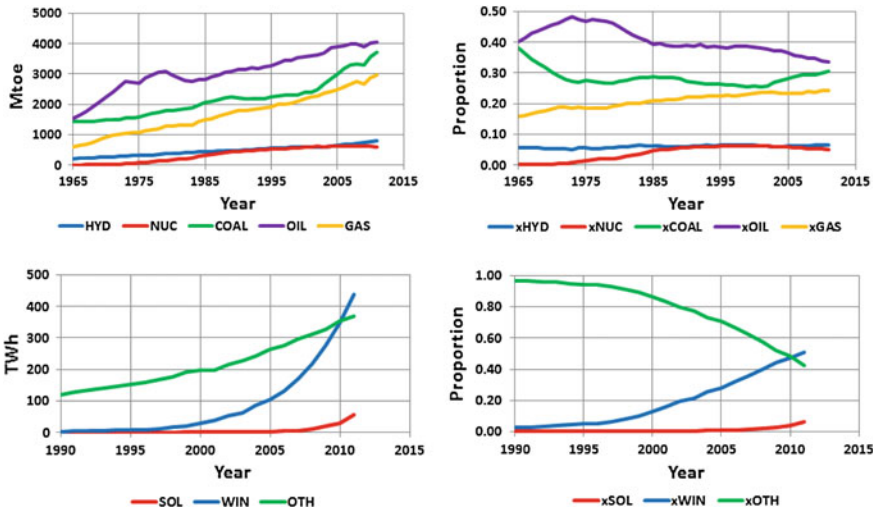 Mtoe
5000
4000
3000
2000
1000
0
1965 1975 1985 1995 2005 2015
Year
HYD NUC COAL OIL GAS
Proportion
0.50
0.40
0.30
0.20
0.10
0.00
1965 1975 1985 1995 2005 2015
Year
xHYD xNUC xCOAL xOIL xGAS
TWh
500
400
300
200
100
0
1990 1995 2000 2005 2010 2015
Year
SOL WIN OTH
Proportion
1.00
0.80
0.60
0.40
0.20
0.00
1990 1995 2000 2005 2010 2015
Year
xSOL xWIN xOTH